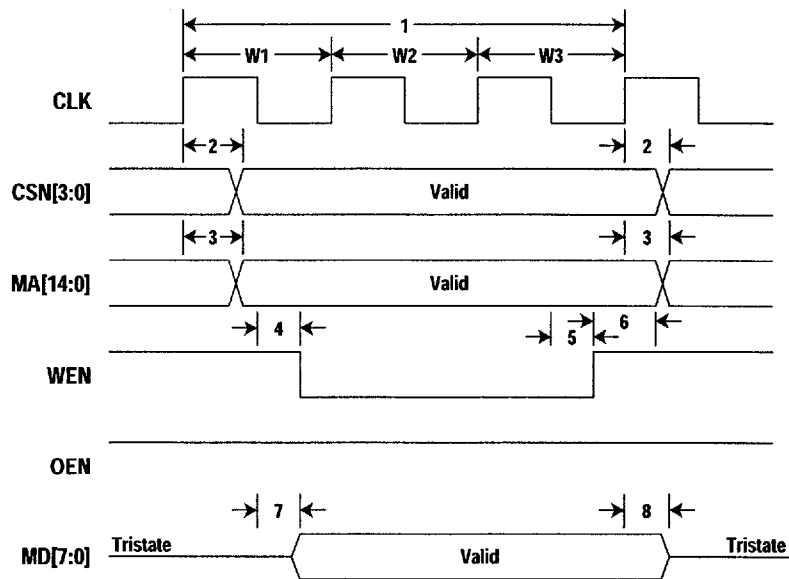 1
W1 W2 W3
CLK
2 2
CSN[3:0] Valid
3 3
MA[14:0] Valid
4 5 6
WEN
OEN
7 8
MD[7:0] Tristate Valid Tristate